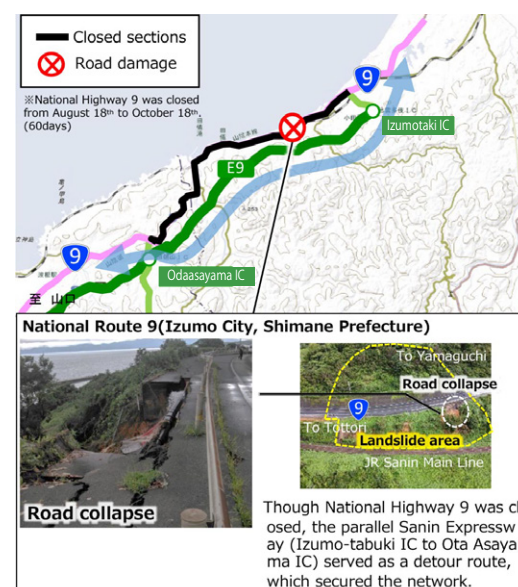 Closed sections
Road damage
※National Highway 9 was closed
from August 18th to October 18th.
(60days)
9
Izumotaki IC
E9
9
Odaasayama IC
至 山口
National Route 9(Izumo City, Shimane Prefecture)
To Yamaguchi
Road collapse
9
To Tottori
Landslide area
JR Sanin Main Line
Road collapse
Though National Highway 9 was cl
osed, the parallel Sanin Expressw
ay (Izumo-tabuki IC to Ota Asaya
ma IC) served as a detour route,
which secured the network.